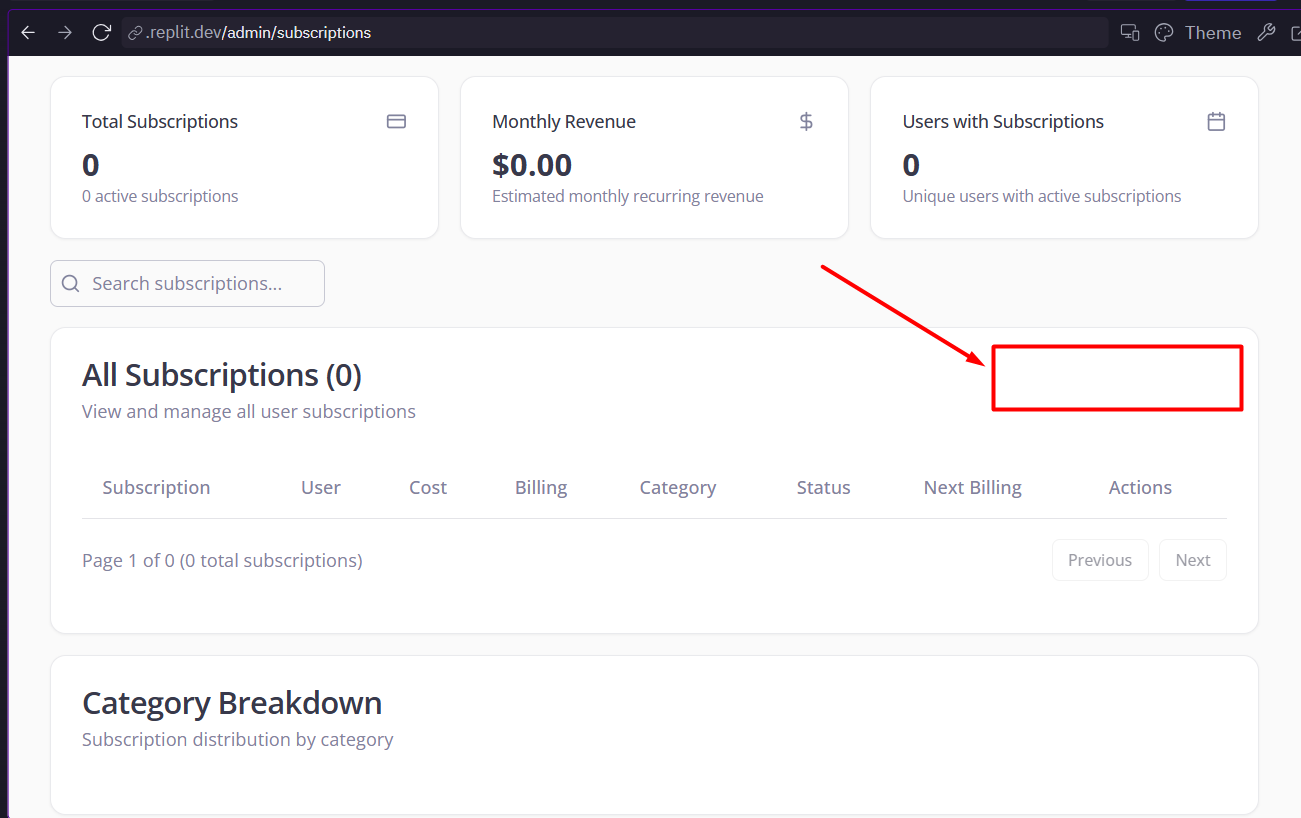 .replit.dev/admin/subscriptions Theme
Total Subscriptions
0
0 active subscriptions
Monthly Revenue
$
$0.00
Estimated monthly recurring revenue
Users with Subscriptions
0
Unique users with active subscriptions
Search subscriptions...
All Subscriptions (0)
View and manage all user subscriptions
Subscription User Cost Billing Category Status Next Billing Actions
Page 1 of 0 (0 total subscriptions) Previous Next
Category Breakdown
Subscription distribution by category